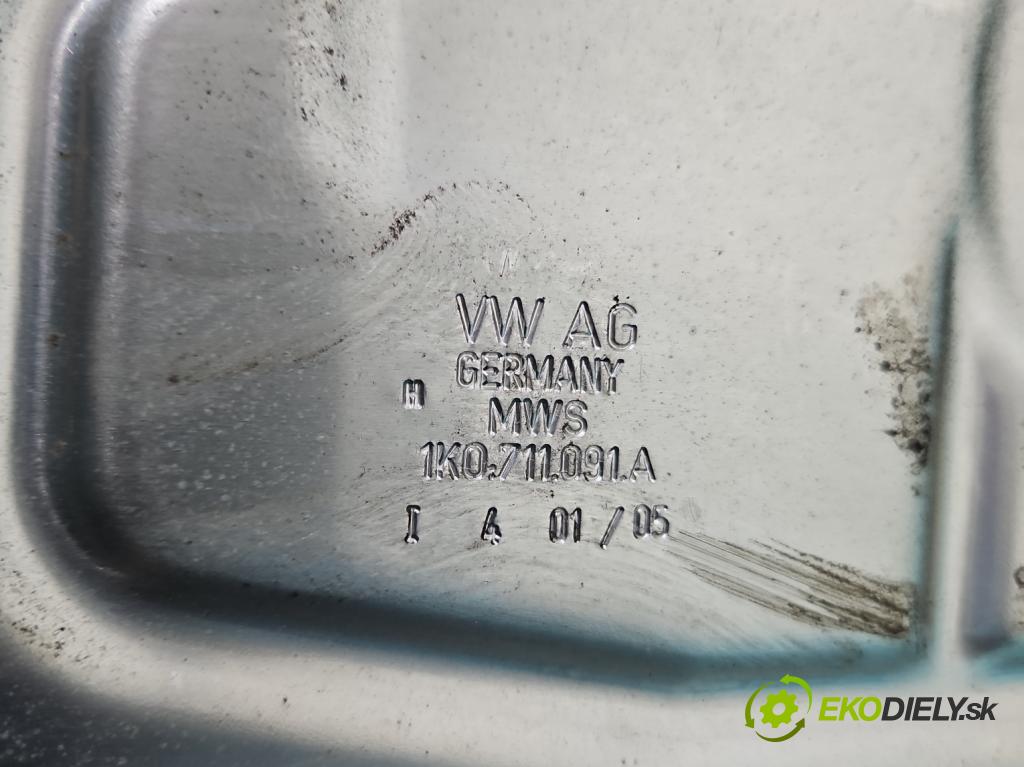 VW AG
GERMANY
H
MWS
1K0.711.091.A
I 4 01/05
EKODIELY.sk